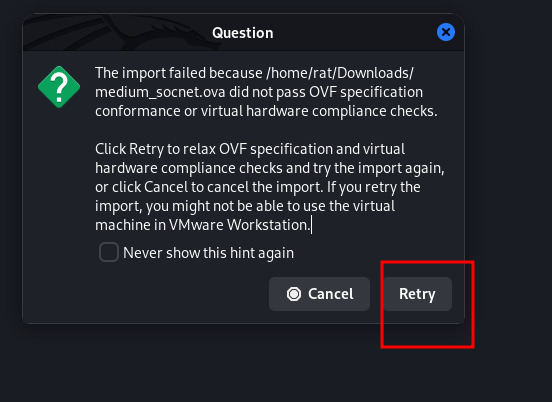 Question
The import failed because /home/rat/Downloads/
medium_socnet.ova did not pass OVF specification
conformance or virtual hardware compliance checks.
Click Retry to relax OVF specification and virtual
hardware compliance checks and try the import again,
or click Cancel to cancel the import. If you retry the
import, you might not be able to use the virtual
machine in VMware Workstation.
Never show this hint again
Cancel
Retry